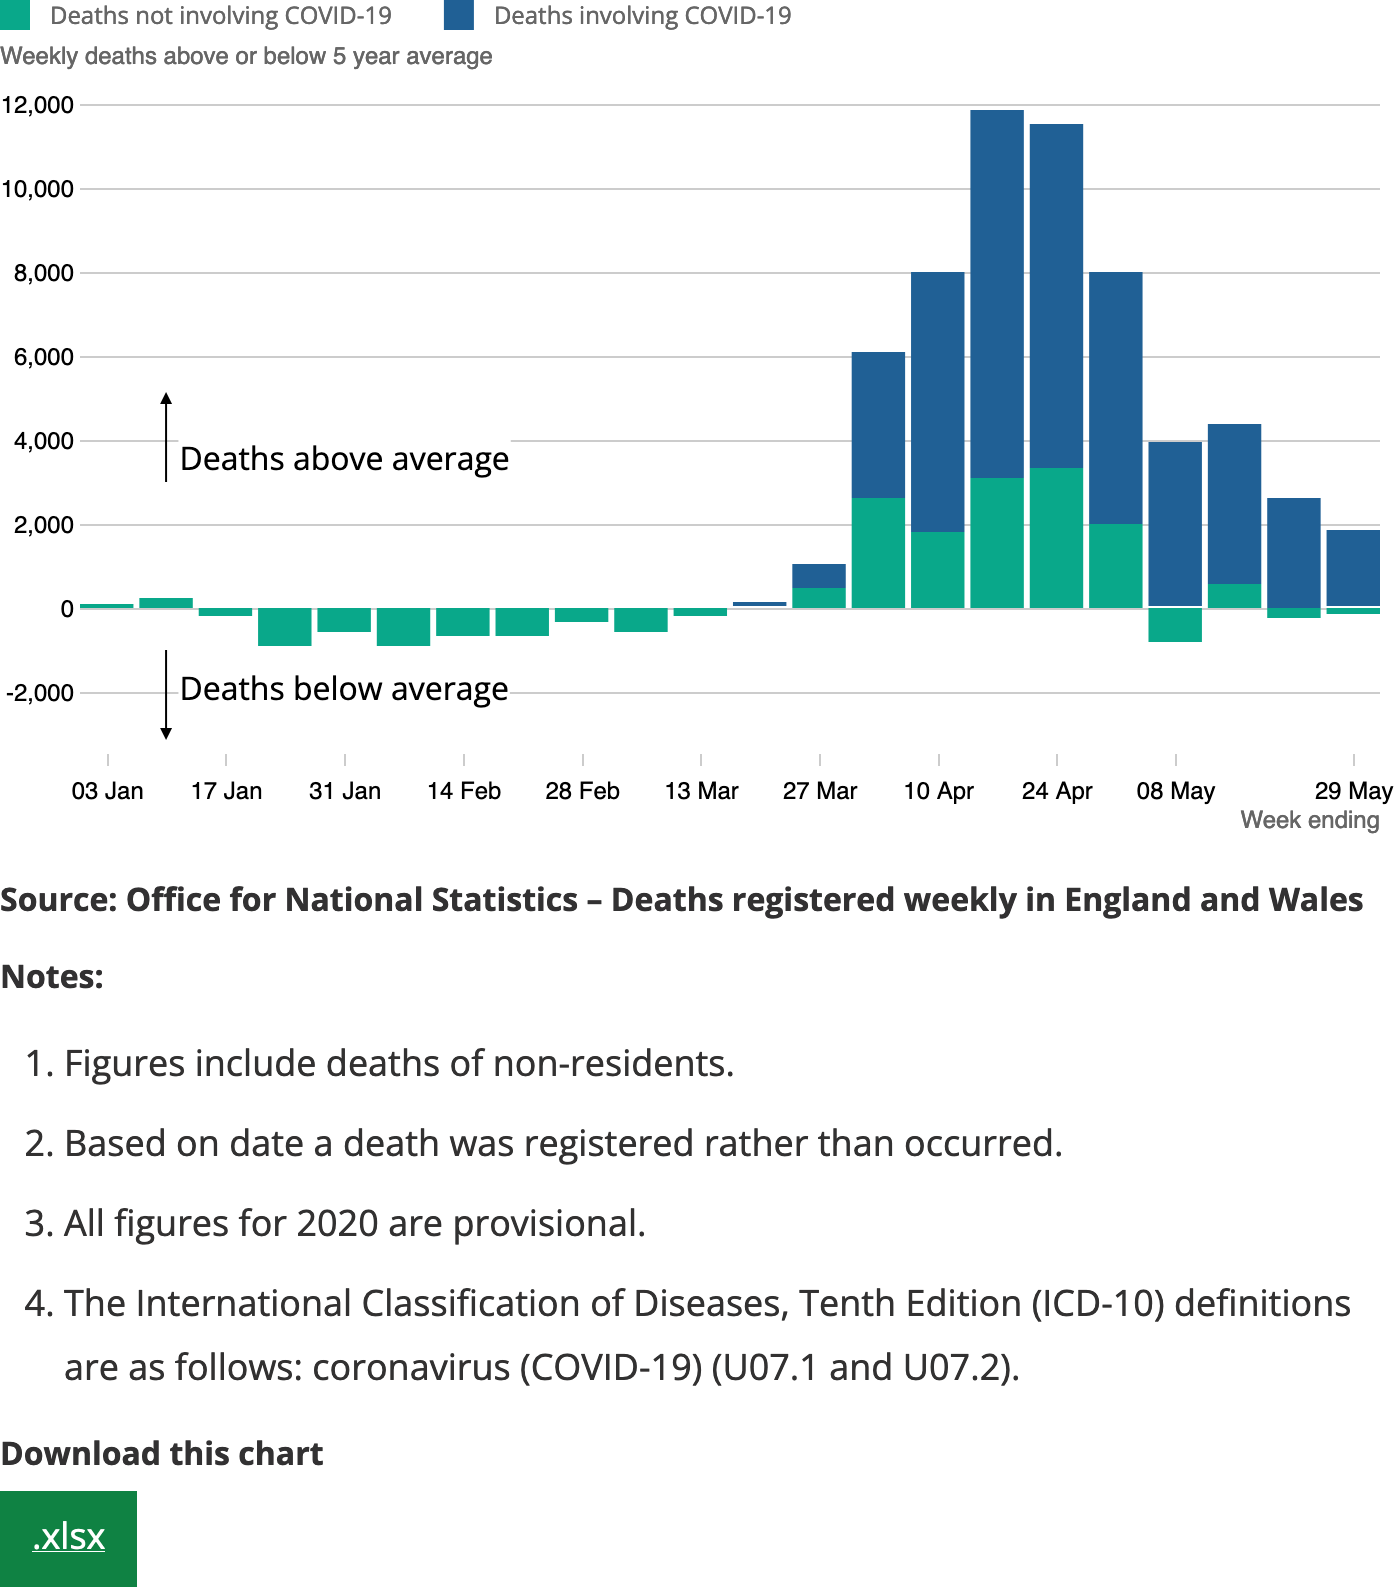 Deaths not involving COVID-19
Deaths involving COVID-19
Weekly deaths above or below 5 year average
12,000
10,000
8,000
6,000
4,000
Deaths above average
2,000
0
Deaths below average
-2,000
03 Jan
17 Jan
31 Jan
14 Feb
28 Feb
13 Mar
27 Mar
10 Apr
24 Apr
08 May
29 May
Week ending
Source: Office for National Statistics – Deaths registered weekly in England and Wales
Notes:
1. Figures include deaths of non-residents.
2. Based on date a death was registered rather than occurred.
3. All figures for 2020 are provisional.
4. The International Classification of Diseases, Tenth Edition (ICD-10) definitions
are as follows: coronavirus (COVID-19) (U07.1 and U07.2).
Download this chart
.xlsx